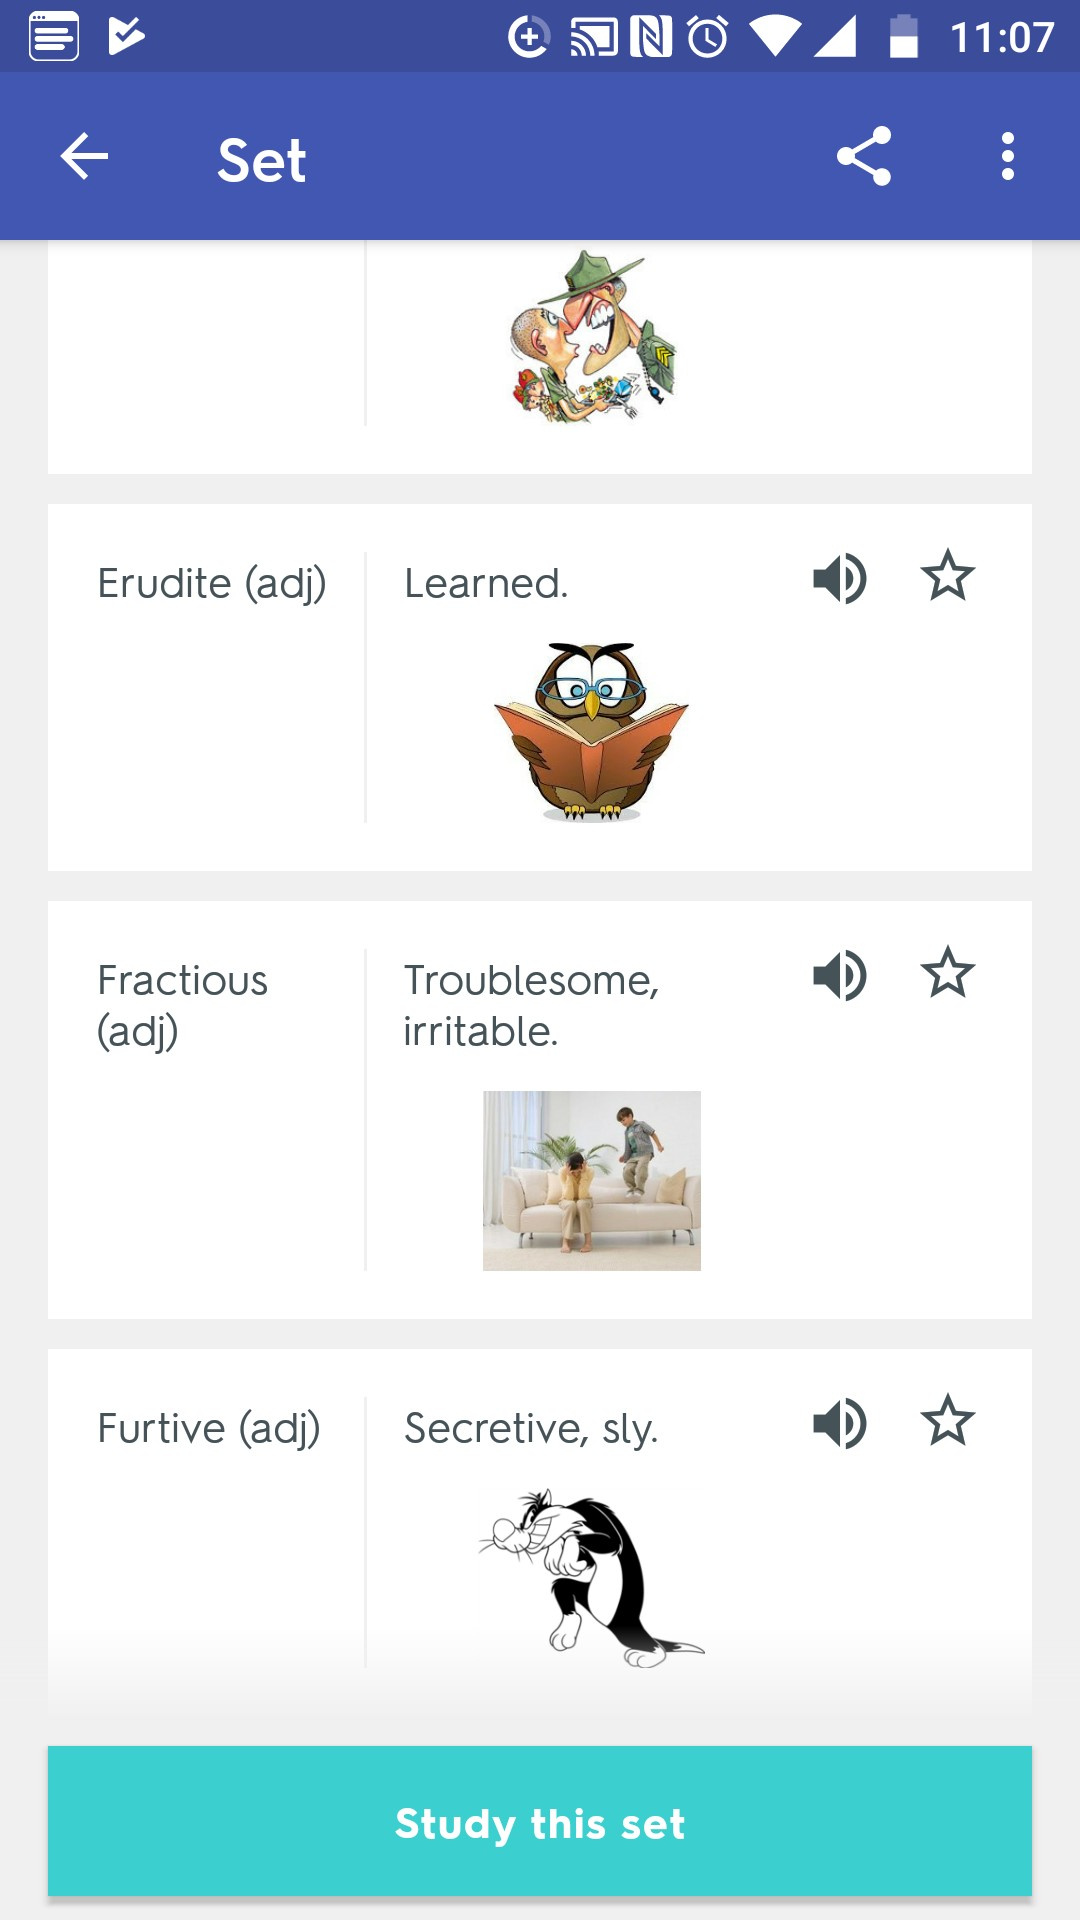 11:07
Set
Erudite (adj)
Learned.
Fractious
(adj)
Troublesome,
irritable.
Furtive (adj)
Secretive, sly.
Study this set